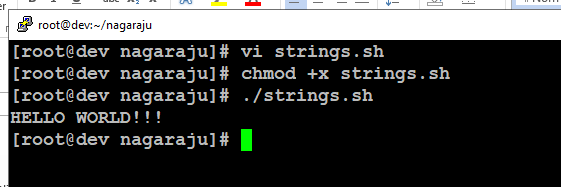 root@dev:~/nagaraju
[root@dev nagaraju]# vi strings.sh
[root@dev nagaraju]# chmod +x strings.sh
[root@dev nagaraju]# ./strings.sh
HELLO WORLD!!!
[root@dev nagaraju]#